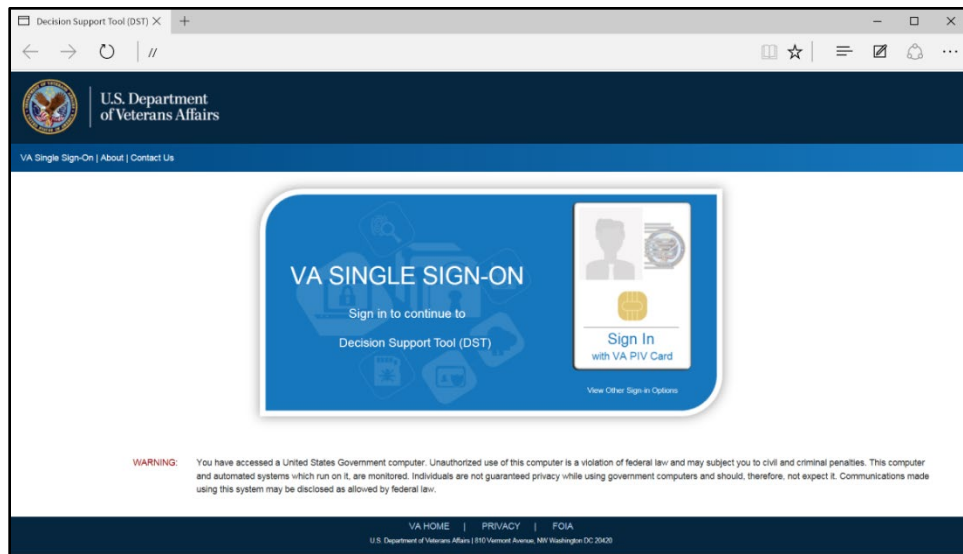 Decision Support Tool (DST)
//
U.S. Department
of Veterans Affairs
VA Single Sign-On | About | Contact Us
VA SINGLE SIGN-ON
Sign in to continue to
Decision Support Tool (DST)
Sign In
with VA PIV Card
View Other Sign-in Options
WARNING: You have accessed a United States Government computer. Unauthorized use of this computer is a violation of federal law and may subject you to civil and criminal penalties. This computer
and automated systems which run on it, are monitored. Individuals are not guaranteed privacy while using government computers and should, therefore, not expect it. Communications made
using this system may be disclosed as allowed by federal law.
VA HOME | PRIVACY | FOIA
U.S. Department of Veterans Affairs | 810 Vermont Avenue, NW Washington DC 20420